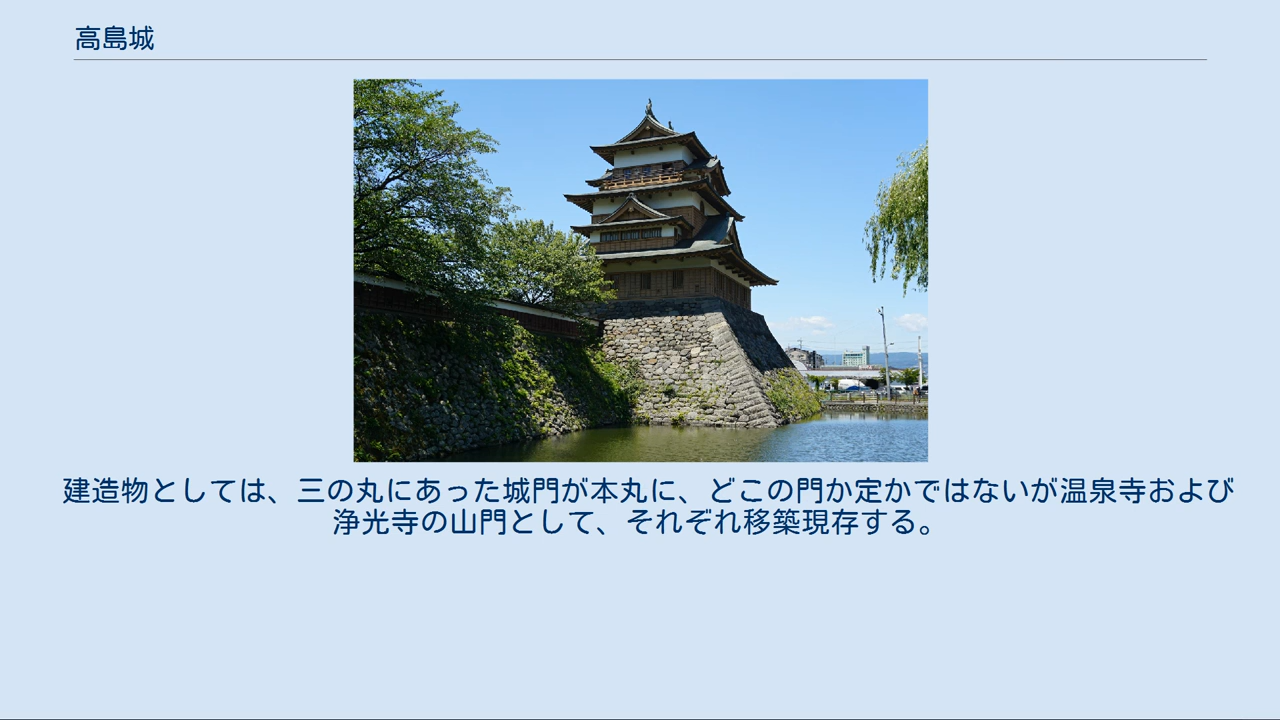 高島城
建造物としては、三の丸にあった城門が本丸に、どこの門か定かではないが温泉寺および
浄光寺の山門として、それぞれ移築現存する。